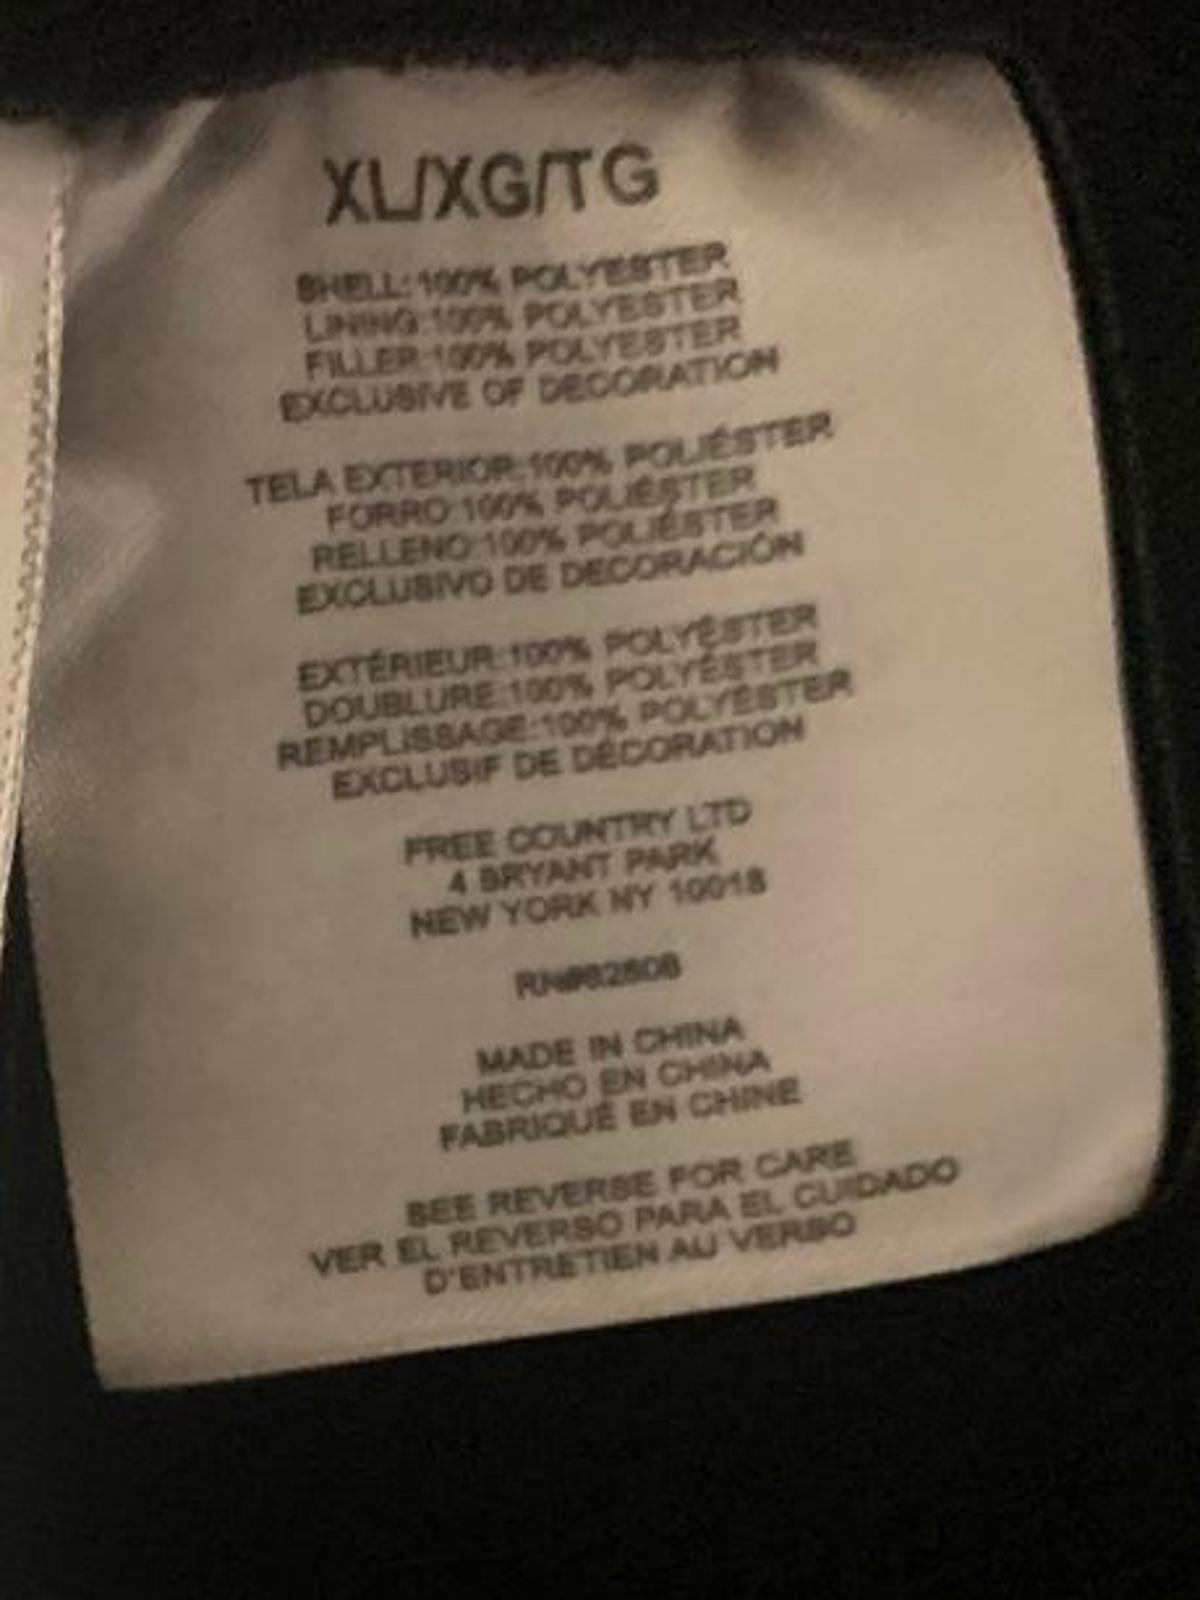 XL/XG/TG
SHELL:100% POLYESTER
LINING:100% POLYESTER
FILLER:100% POLYESTER
EXCLUSIVE OF DECORATION
TELA EXTERIOR:100% POLIÉSTER
FORRO:100% POLIÉSTER
RELLENO:100% POLIÉSTER
EXCLUSIVO DE DECORACIÓN
EXTÉRIEUR:100% POLYÉSTER
DOUBLURE:100% POLYÉSTER
REMPLISSAGE:100% POLYÉSTER
EXCLUSIF DE DÉCORATION
FREE COUNTRY LTD
4 BRYANT PARK
NEW YORK NY 10018
MADE IN CHINA
HECHO EN CHINA
FABRIQUÉ EN CHINE
SEE REVERSE FOR CARE
VER EL REVERSO PARA EL CUIDADO
D'ENTRETIEN AU VERSO